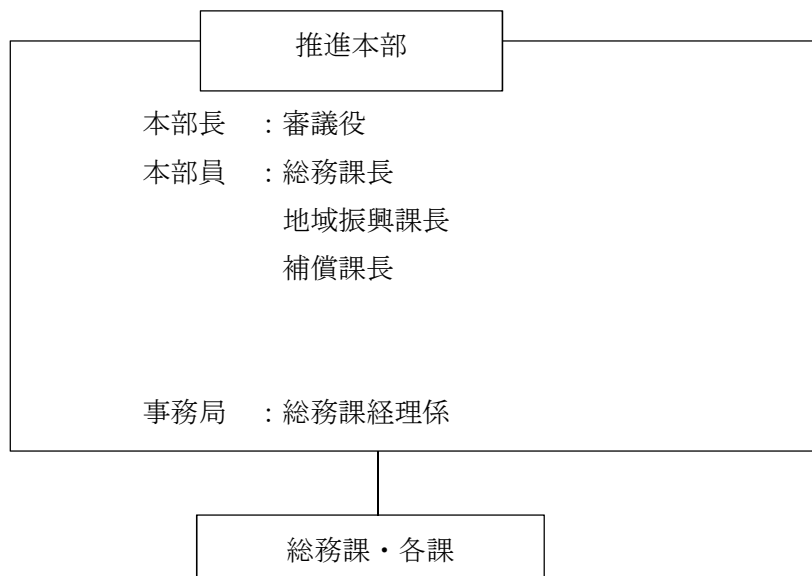 推進本部
本部長　：審議役
本部員　：総務課長
地域振興課長
補償課長
事務局　：総務課経理係
総務課・各課